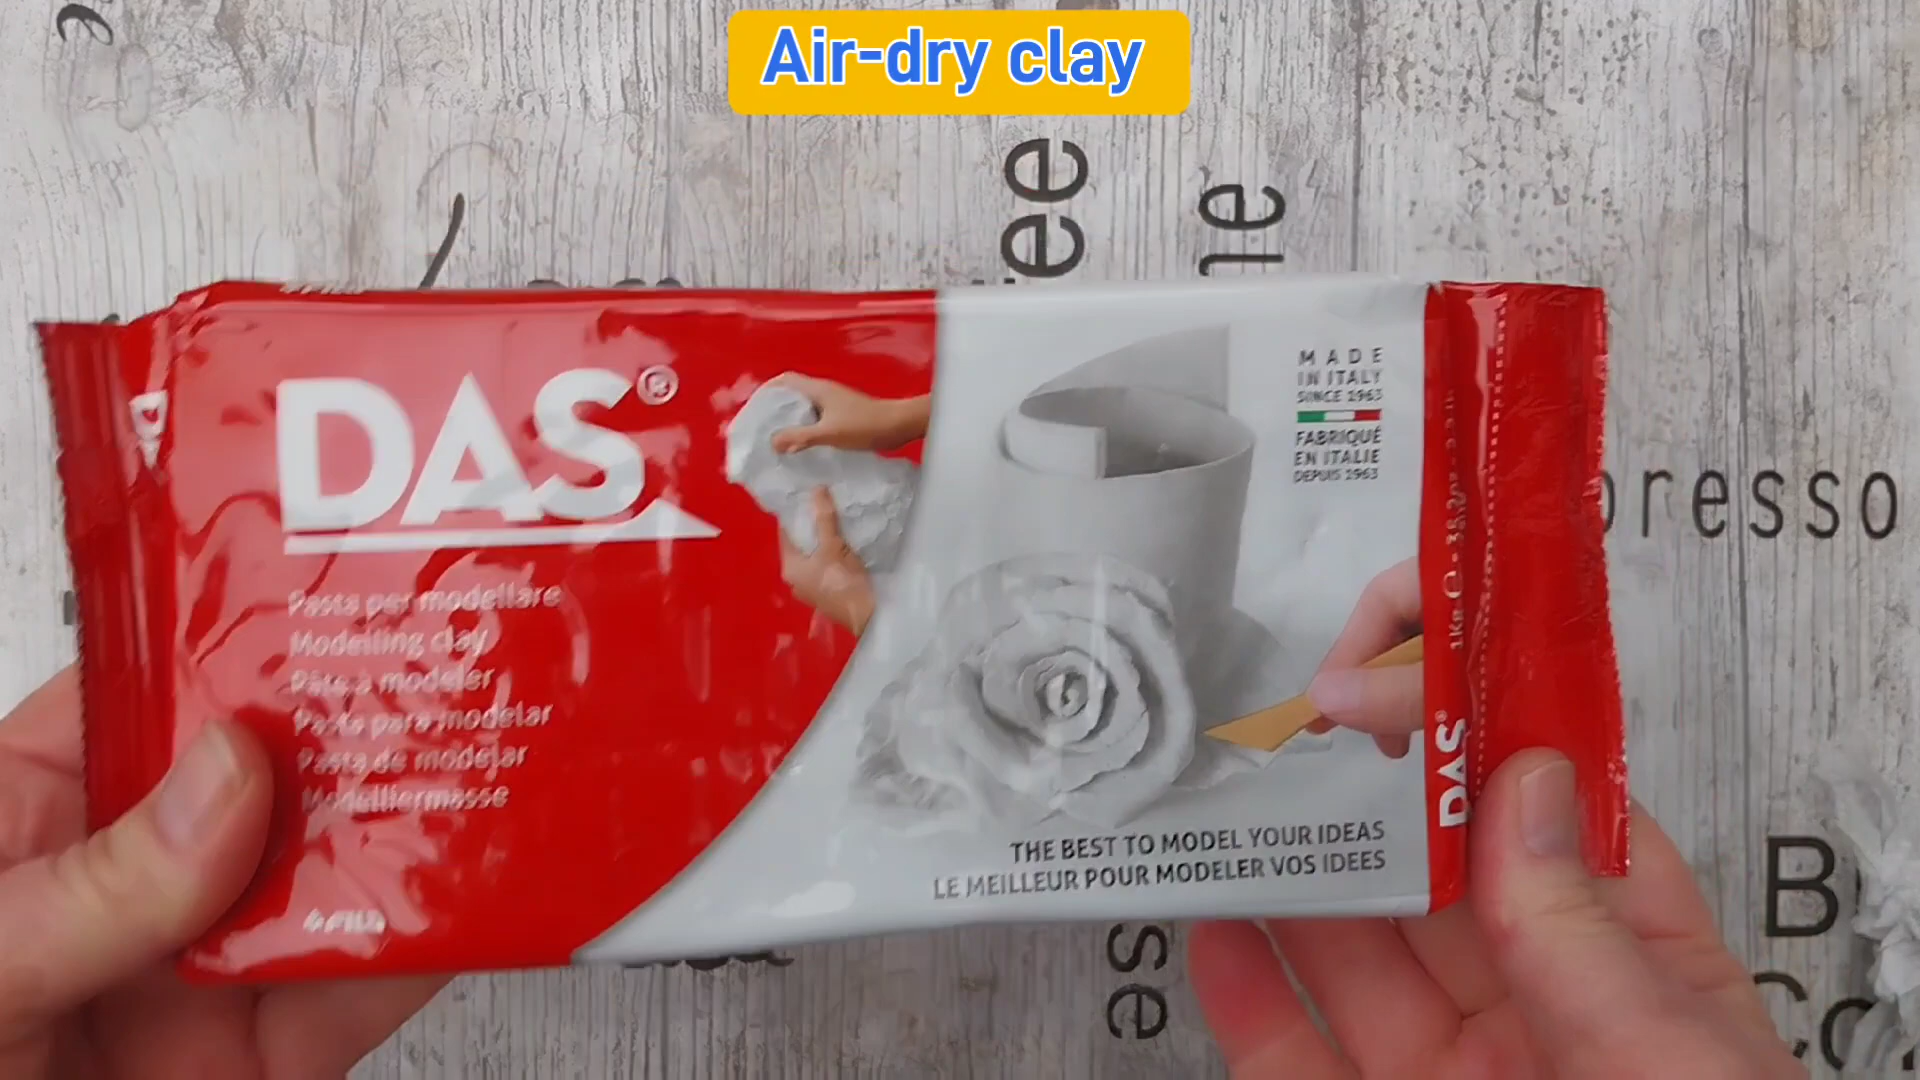 Air-dry clay
ee
ne
DAS®
Pasta per modellare
Modelling clay
Pâte à modeler
Pasta para modelar
Pasta de modelar
Modelliermasse
MADE
IN ITALY
SINCE 1963
FABRIQUÉ
EN ITALIE
DEPUIS 1963
THE BEST TO MODEL YOUR IDEAS
LE MEILLEUR POUR MODELER VOS IDEES
DAS®
1Kg
presso
se
B
Co